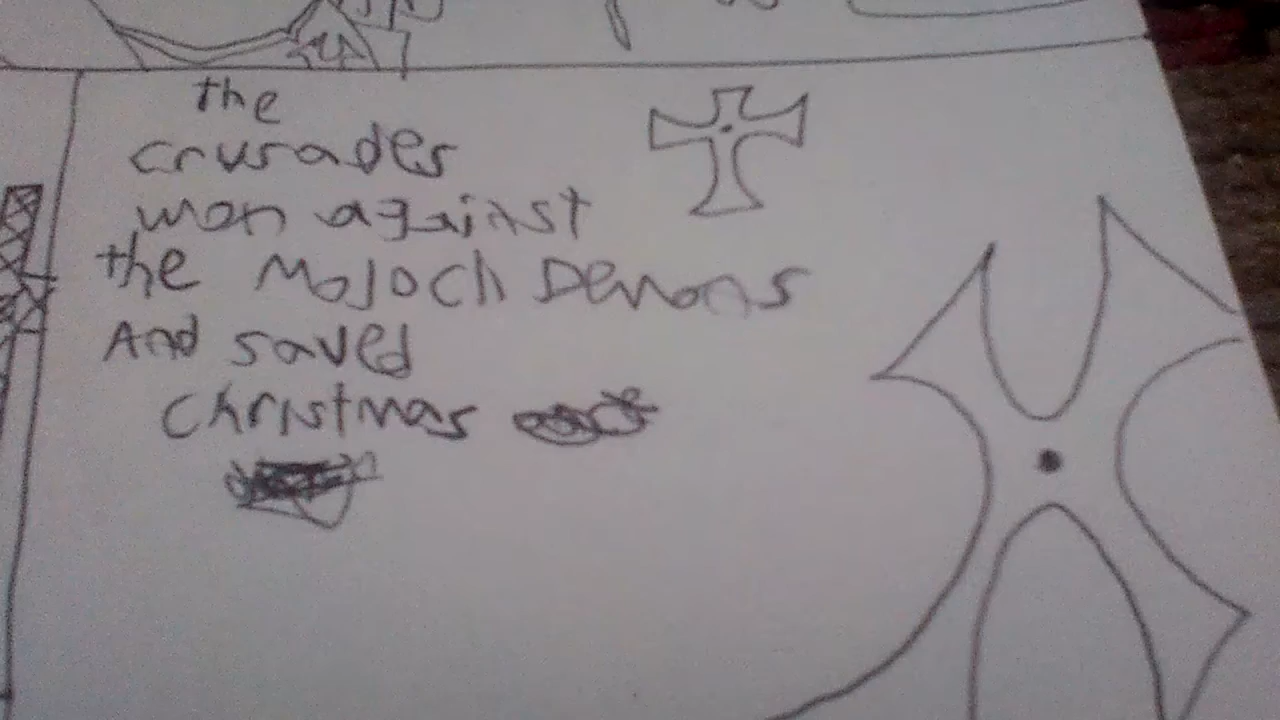 the
crusades
won against
the Moloch Demons
And saved
christmas